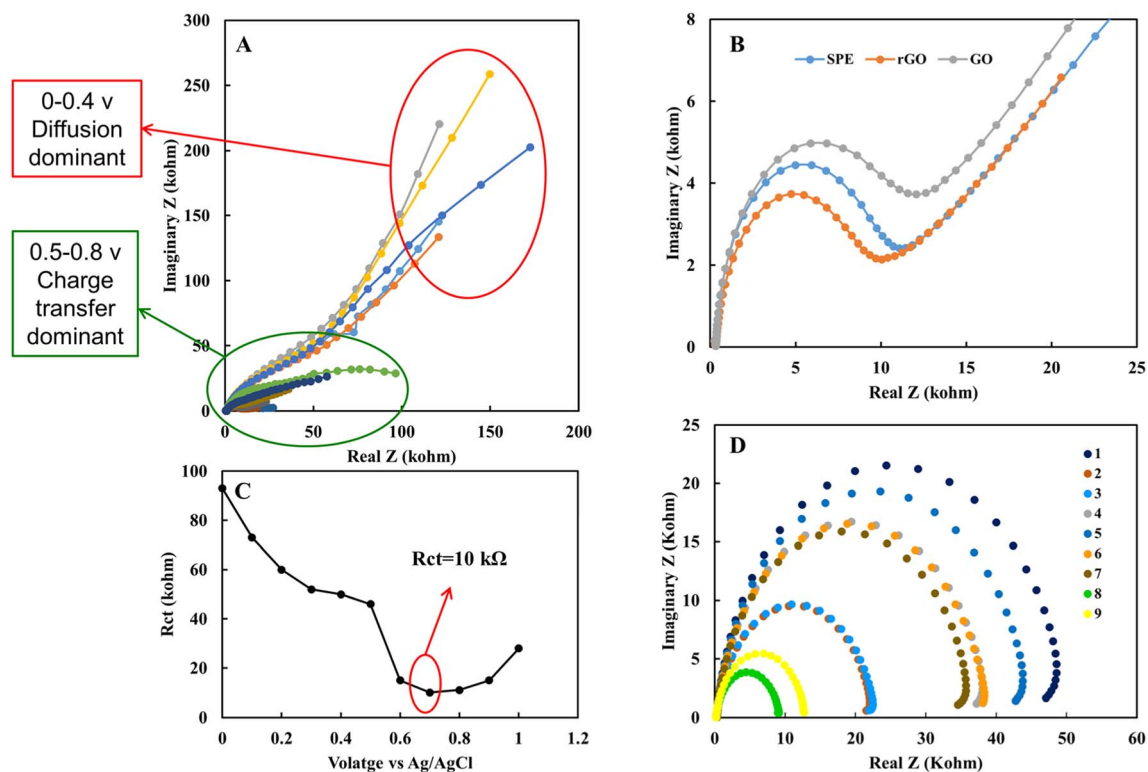 0-0.4 v
Diffusion
dominant
0.5-0.8 v
Charge
transfer
dominant
A
Imaginary Z (kohm)
300
250
200
150
100
50
0
0 50 100 150 200
Real Z (kohm)
B
SPE rGO GO
Imaginary Z (kohm)
8
6
4
2
0
0 5 10 15 20 25
Real Z (kohm)
C
Rct (kohm)
100
80
60
40
20
0
Rct=10 kΩ
0 0.2 0.4 0.6 0.8 1 1.2
Volatge vs Ag/AgCl
D
Imaginary Z (Kohm)
25
20
15
10
5
0
1
2
3
4
5
6
7
8
9
0 10 20 30 40 50 60
Real Z (Kohm)